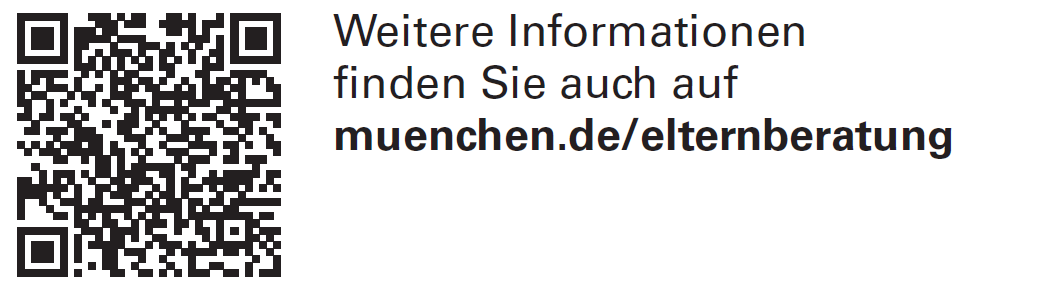 Weitere Informationen
finden Sie auch auf
muenchen.de/elternberatung